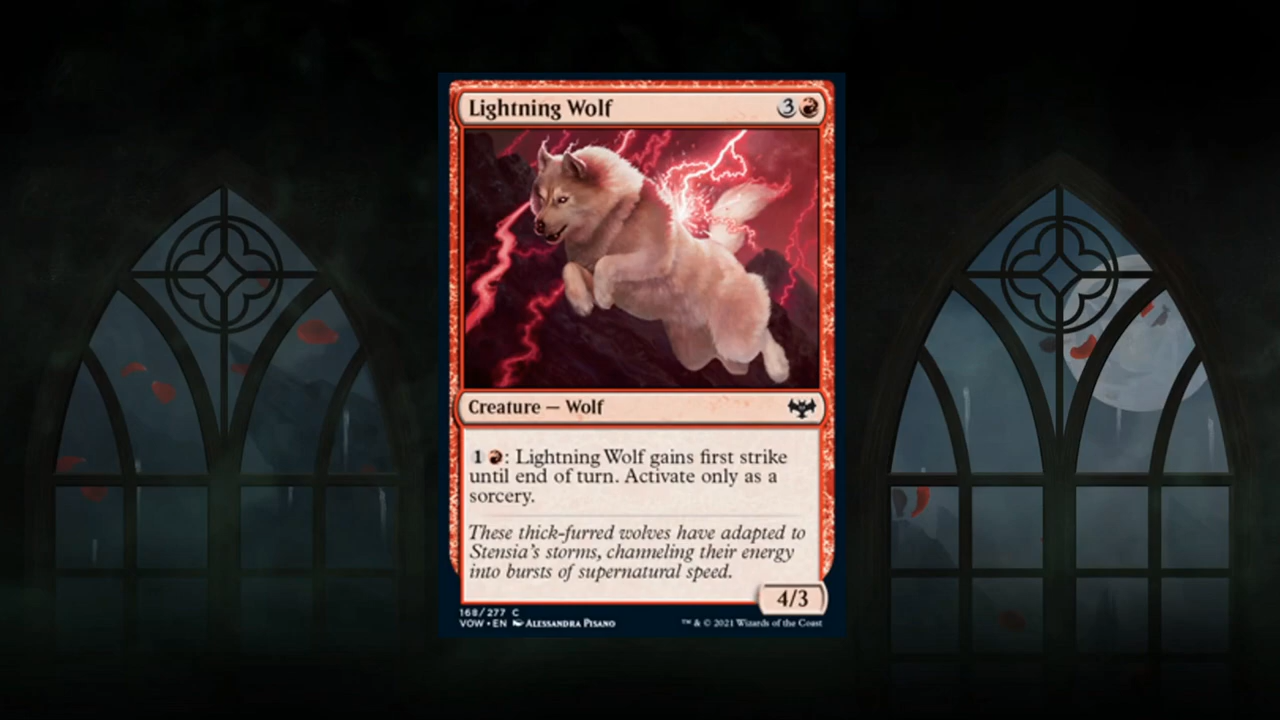 Lightning Wolf 3
Creature — Wolf
1 : Lightning Wolf gains first strike
until end of turn. Activate only as a
sorcery.
These thick-furred wolves have adapted to
Stensia's storms, channeling their energy
into bursts of supernatural speed.
4/3
168/277 C
VOW • EN Alessandra Pisano
™ & © 2021 Wizards of the Coast